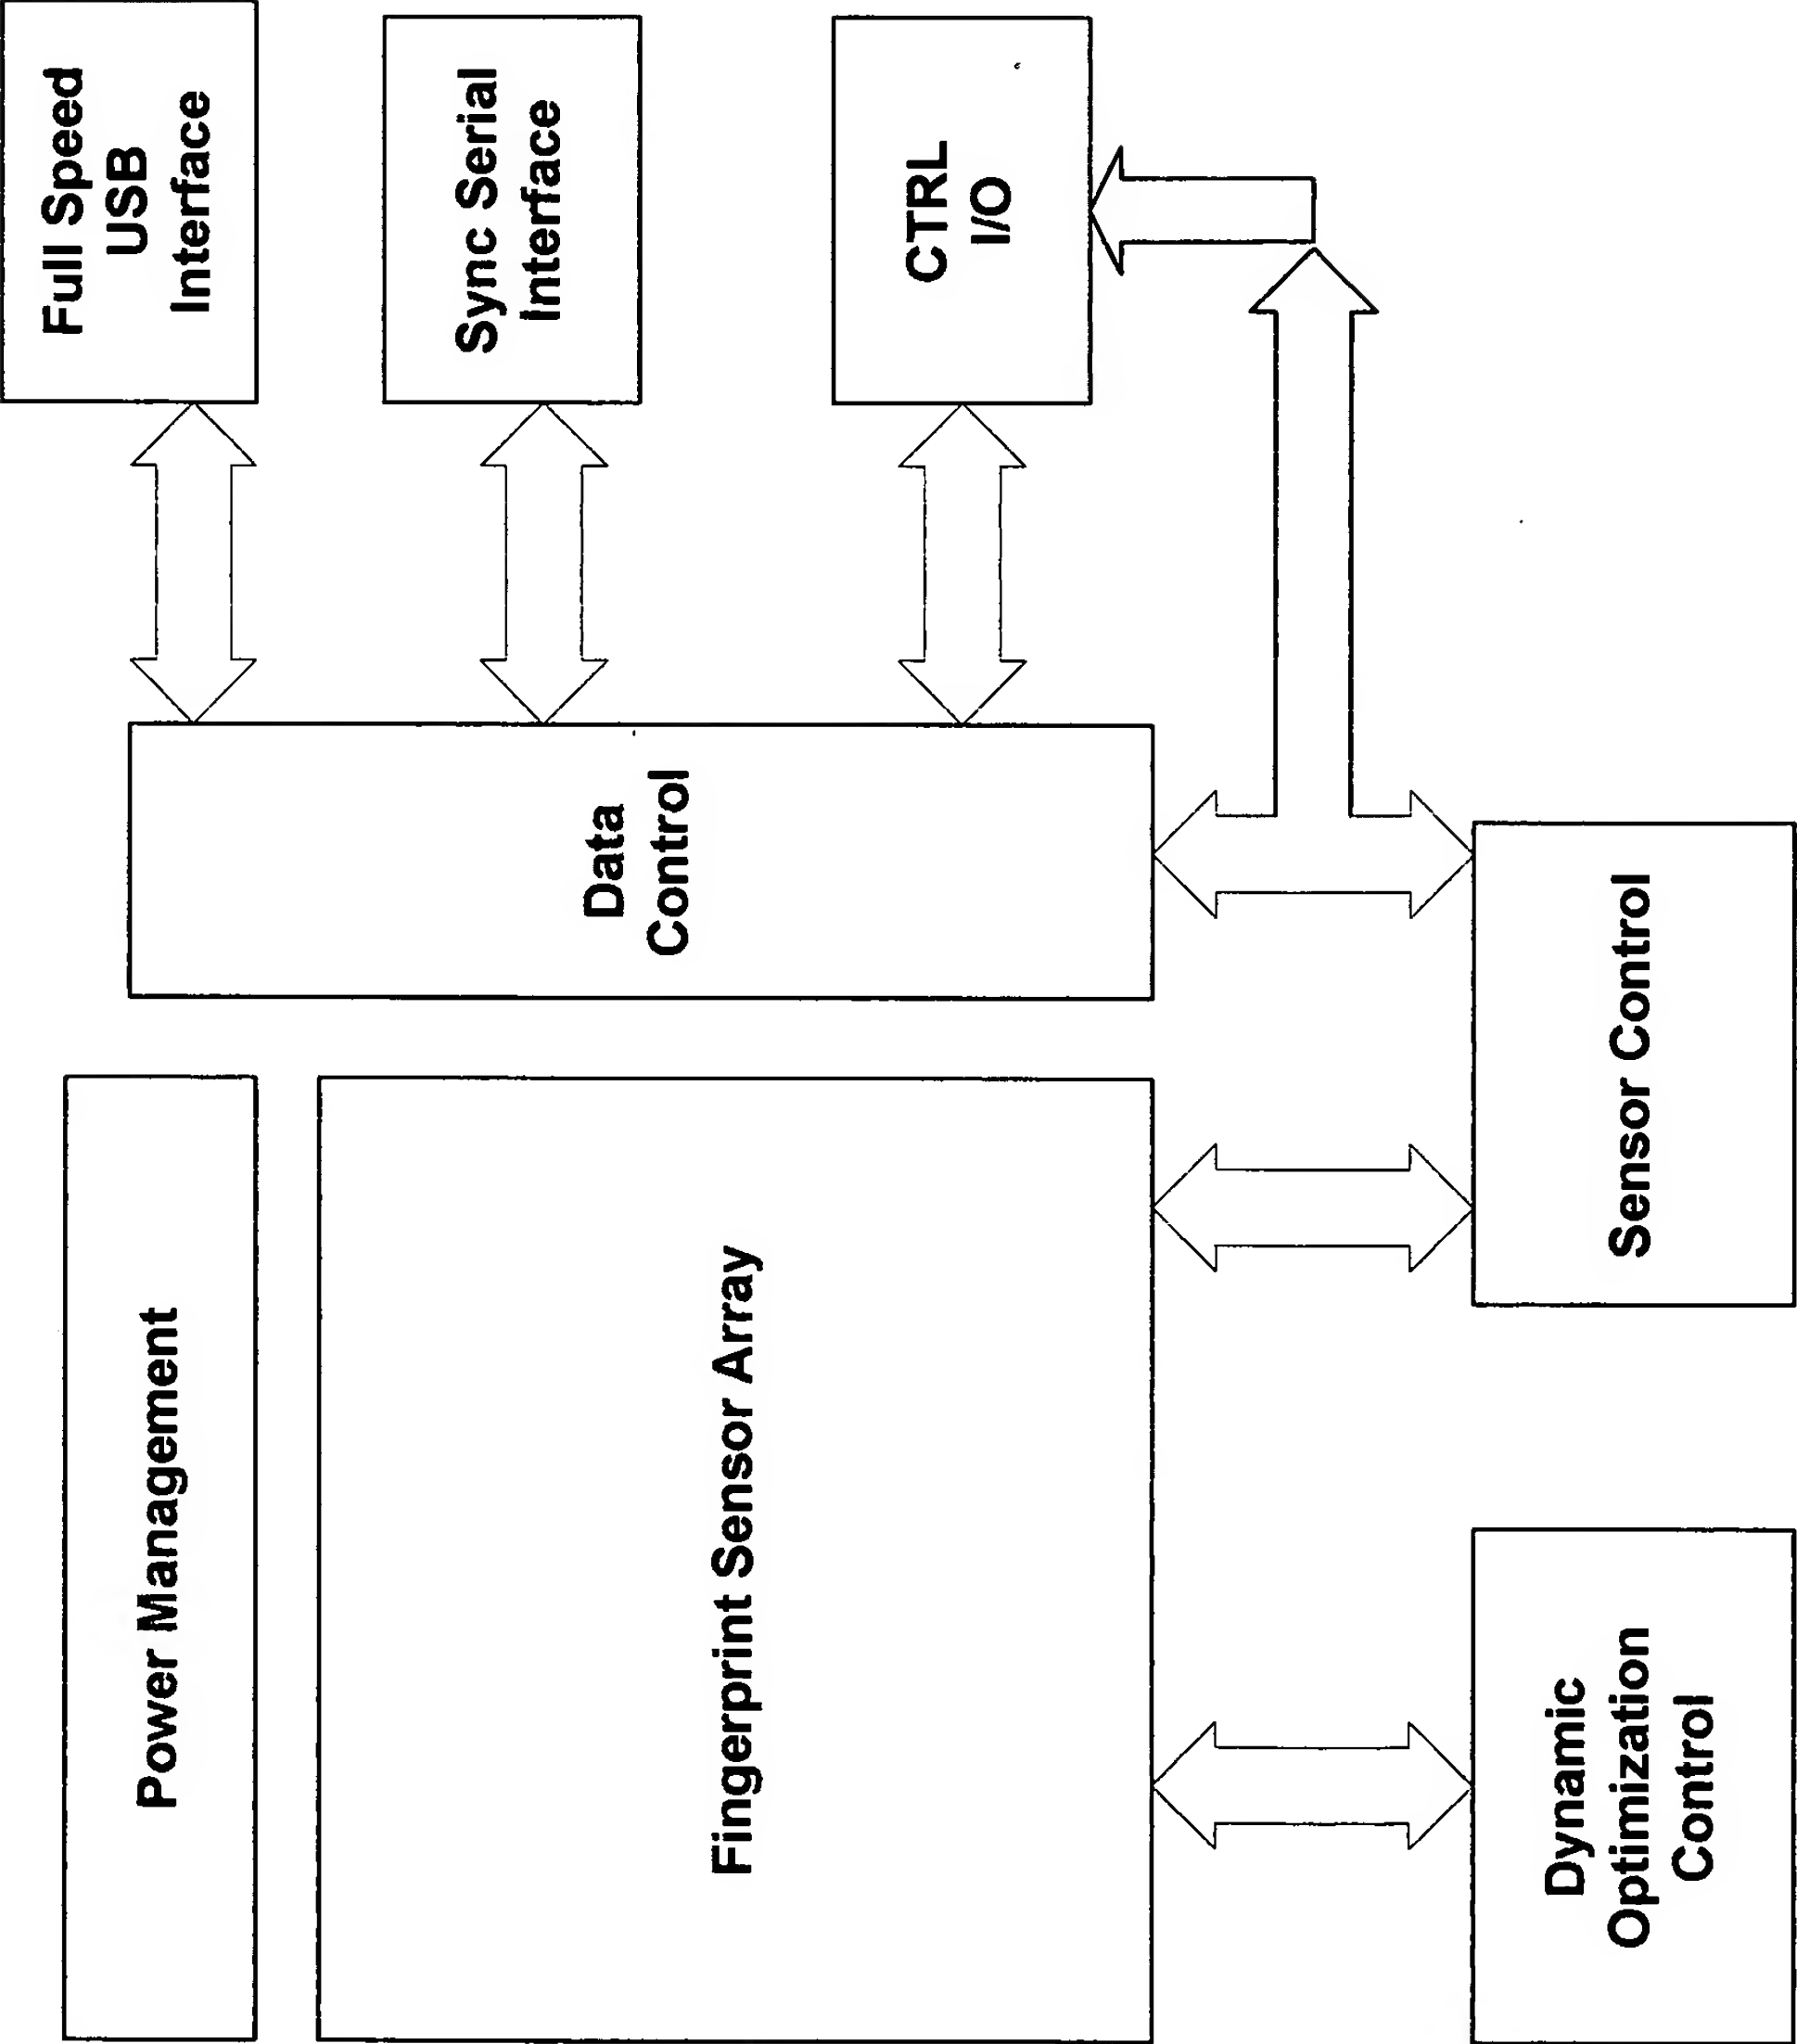 Power Management
Full Speed
USB
Interface
Fingerprint Sensor Array
Data
Control
Sync Serial
Interface
CTRL
I/O
Dynamic
Optimization
Control
Sensor Control